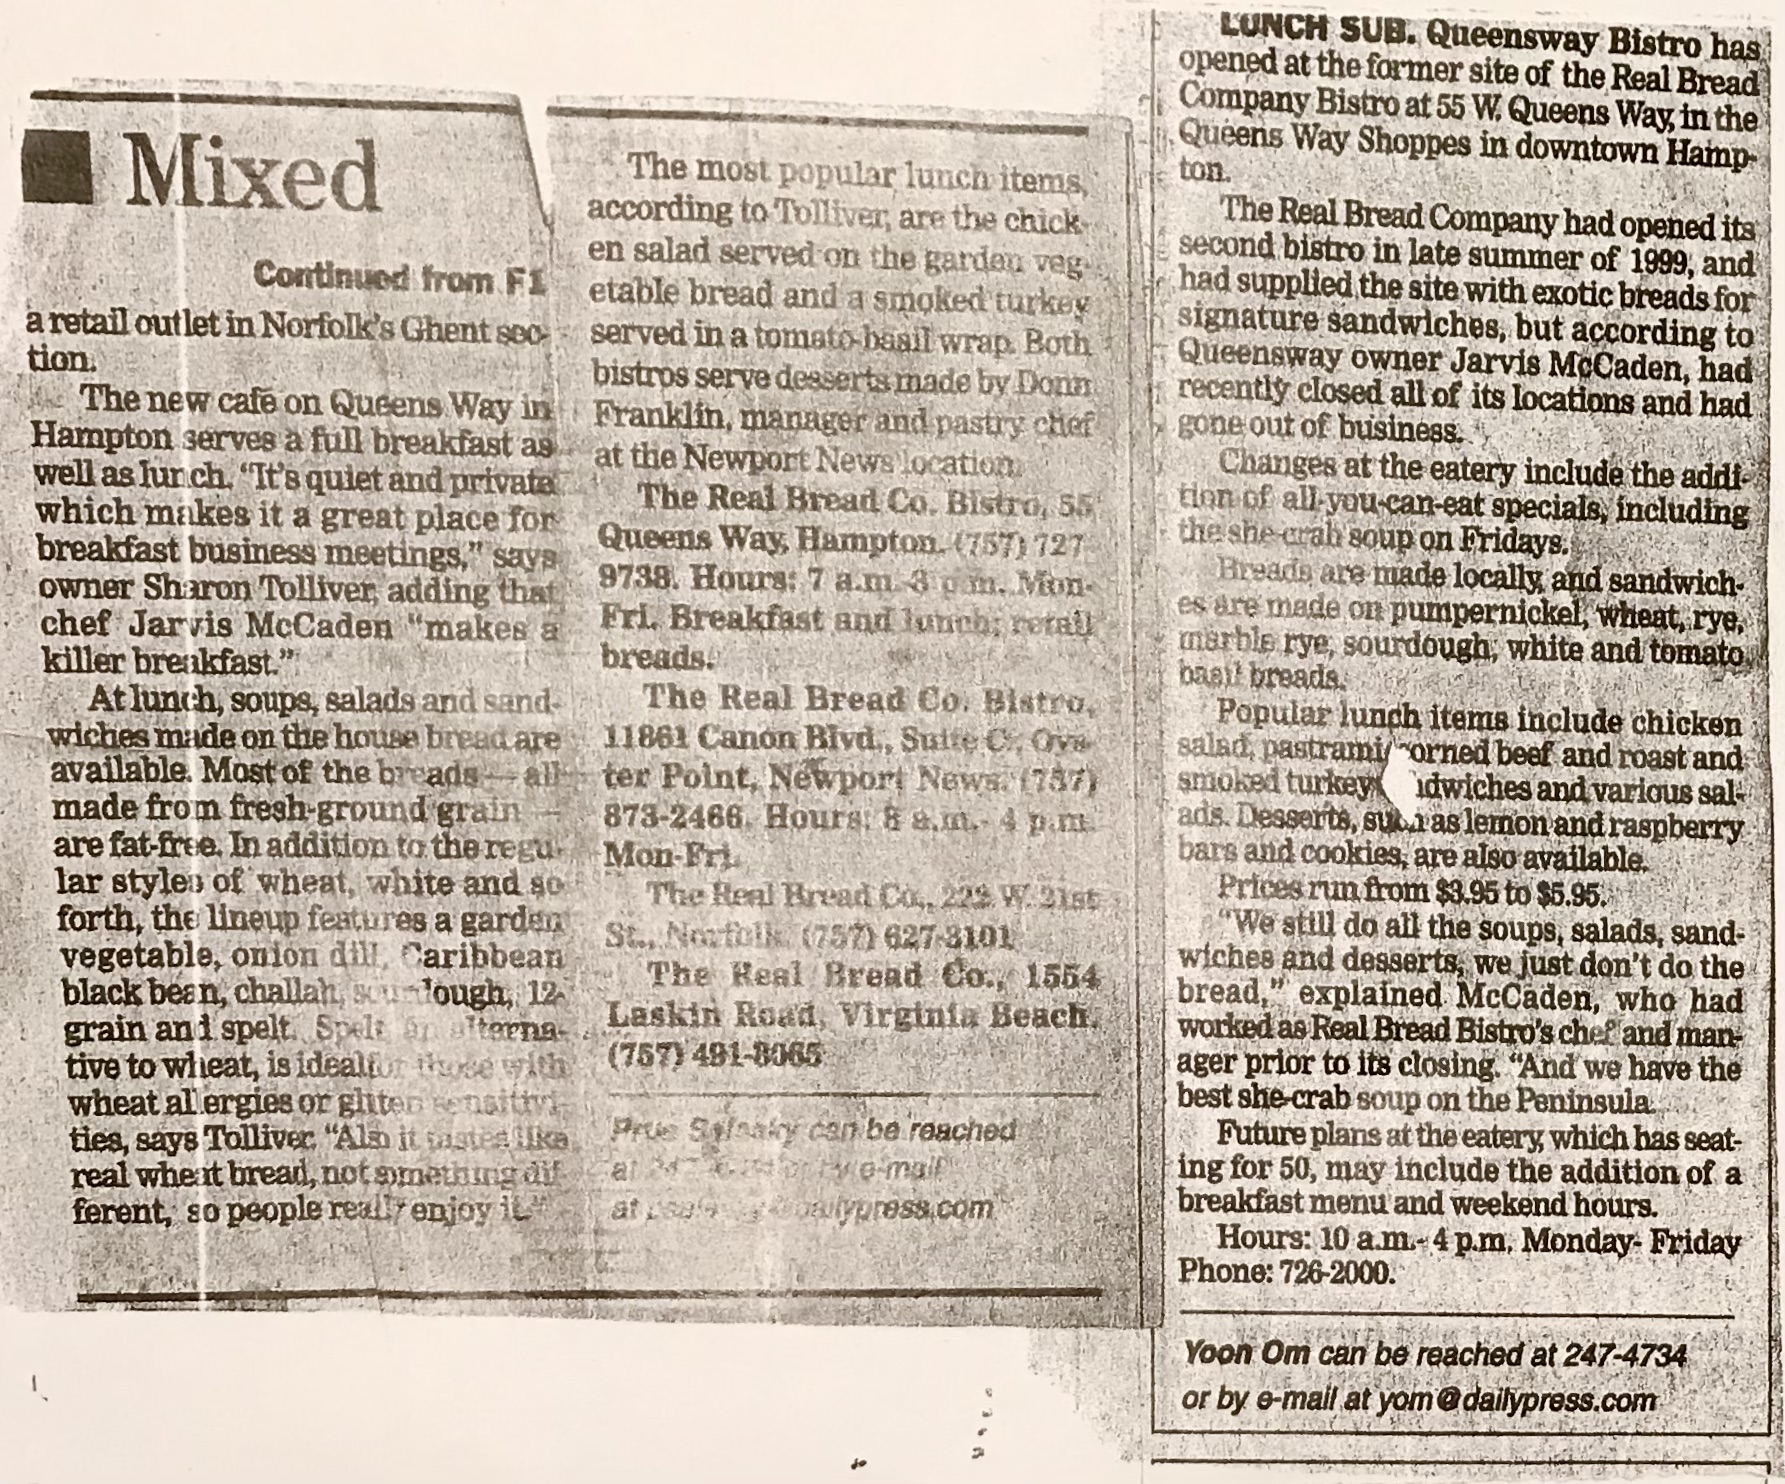 Mixed
Continued from F1
a retail outlet in Norfolk's Ghent sec-
tion.
The new cafe on Queens Way in
Hampton serves a full breakfast as
well as lunch. "It's quiet and private
which makes it a great place for
breakfast business meetings," says
owner Sharon Tolliver, adding that
chef Jarvis McCaden "makes a
killer breakfast."
At lunch, soups, salads and sand-
wiches made on the house bread are
available. Most of the breads — all
made from fresh-ground grain —
are fat-free. In addition to the regu-
lar styles of wheat, white and so
forth, the lineup features a garden
vegetable, onion dill, Caribbean
black bean, challah, sourdough, 12-
grain and spelt. Spelt, an alterna-
tive to wheat, is ideal for those with
wheat allergies or gluten sensitivi-
ties, says Tolliver. "Also it tastes like
real wheat bread, not something dif-
ferent, so people really enjoy it."
The most popular lunch items,
according to Tolliver, are the chick-
en salad served on the garden veg-
etable bread and a smoked turkey
served in a tomato-basil wrap. Both
bistros serve desserts made by Donn
Franklin, manager and pastry chef
at the Newport News location.
The Real Bread Co. Bistro, 55
Queens Way, Hampton. (757) 727-
9738. Hours: 7 a.m.-3 p.m. Mon-
Fri. Breakfast and lunch; retail
breads.
The Real Bread Co. Bistro,
11861 Canon Blvd., Suite C, Oys-
ter Point, Newport News. (757)
873-2466. Hours: 8 a.m.- 4 p.m.
Mon-Fri.
The Real Bread Co., 222 W. 21st
St., Norfolk. (757) 627-3101
The Real Bread Co., 1554
Laskin Road, Virginia Beach.
(757) 491-8065
can be reached
at e-mail
at dailypress.com
LUNCH SUB. Queensway Bistro has
opened at the former site of the Real Bread
Company Bistro at 55 W. Queens Way, in the
Queens Way Shoppes in downtown Hamp-
ton.
The Real Bread Company had opened its
second bistro in late summer of 1999, and
had supplied the site with exotic breads for
signature sandwiches, but according to
Queensway owner Jarvis McCaden, had
recently closed all of its locations and had
gone out of business.
Changes at the eatery include the addi-
tion of all-you-can-eat specials, including
the she-crab soup on Fridays.
Breads are made locally, and sandwich-
es are made on pumpernickel, wheat, rye,
marble rye, sourdough, white and tomato
basil breads.
Popular lunch items include chicken
salad, pastrami, corned beef and roast and
smoked turkey sandwiches and various sal-
ads. Desserts, such as lemon and raspberry
bars and cookies, are also available.
Prices run from $3.95 to $5.95.
"We still do all the soups, salads, sand-
wiches and desserts, we just don't do the
bread," explained McCaden, who had
worked as Real Bread Bistro's chef and man-
ager prior to its closing. "And we have the
best she-crab soup on the Peninsula.
Future plans at the eatery, which has seat-
ing for 50, may include the addition of a
breakfast menu and weekend hours.
Hours: 10 a.m.- 4 p.m. Monday- Friday
Phone: 726-2000.
Yoon Om can be reached at 247-4734
or by e-mail at yom@dailypress.com